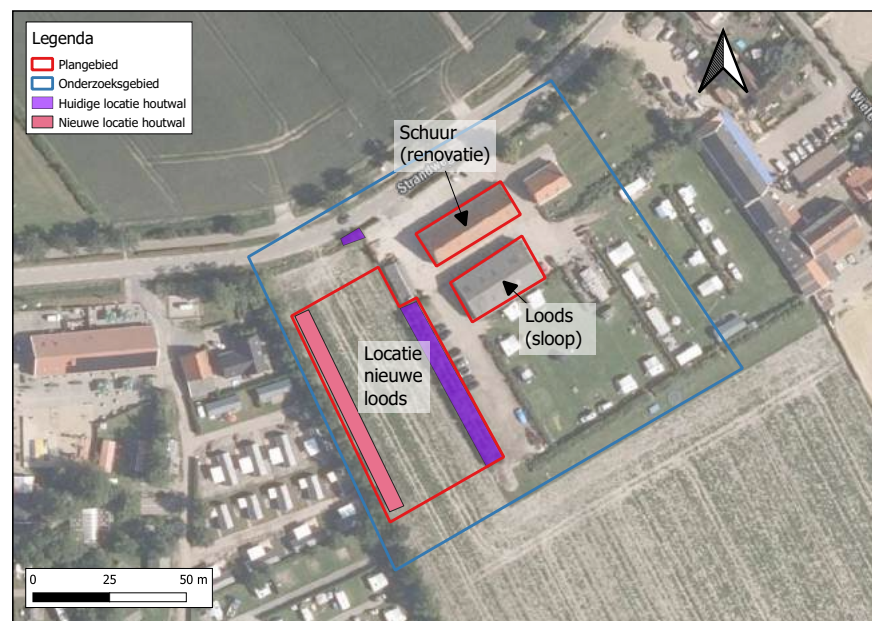 Legenda
Plangebied
Onderzoeksgebied
Huidige locatie houtwal
Nieuwe locatie houtwal
Schuur
(renovatie)
Loods
(sloop)
Locatie
nieuwe
loods
0 25 50 m